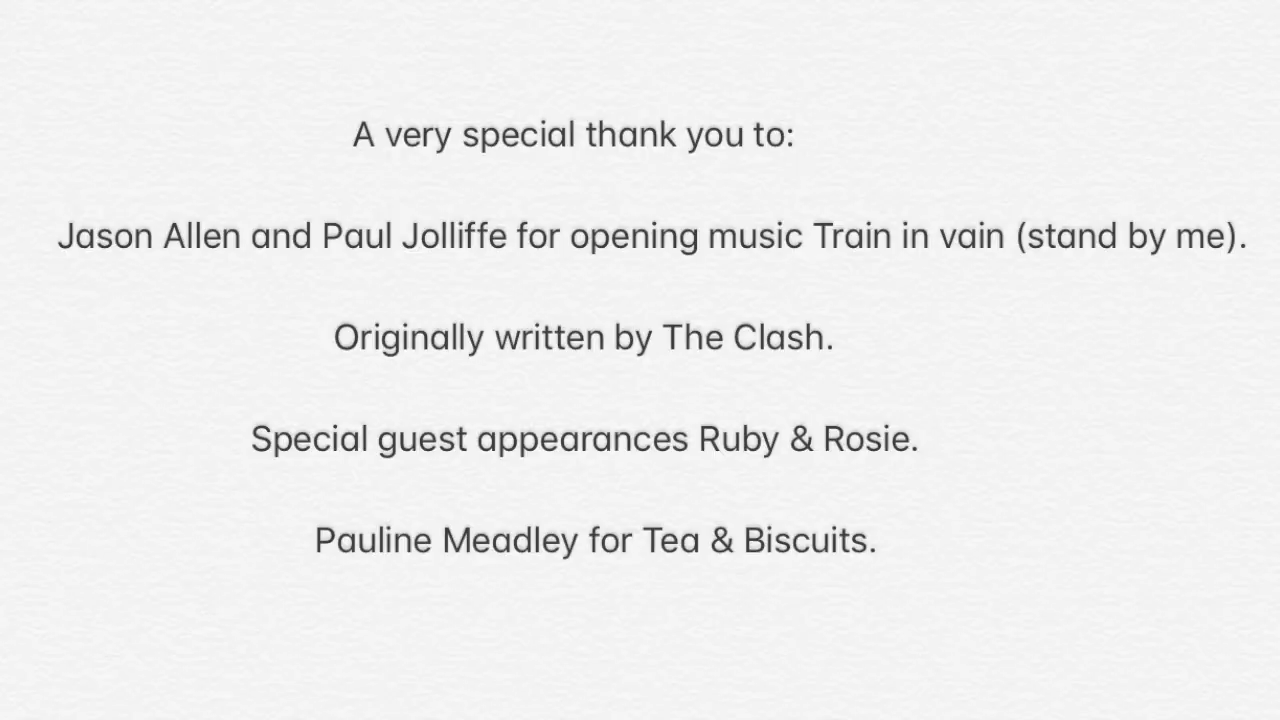 A very special thank you to:
Jason Allen and Paul Jolliffe for opening music Train in vain (stand by me).
Originally written by The Clash.
Special guest appearances Ruby & Rosie.
Pauline Meadley for Tea & Biscuits.